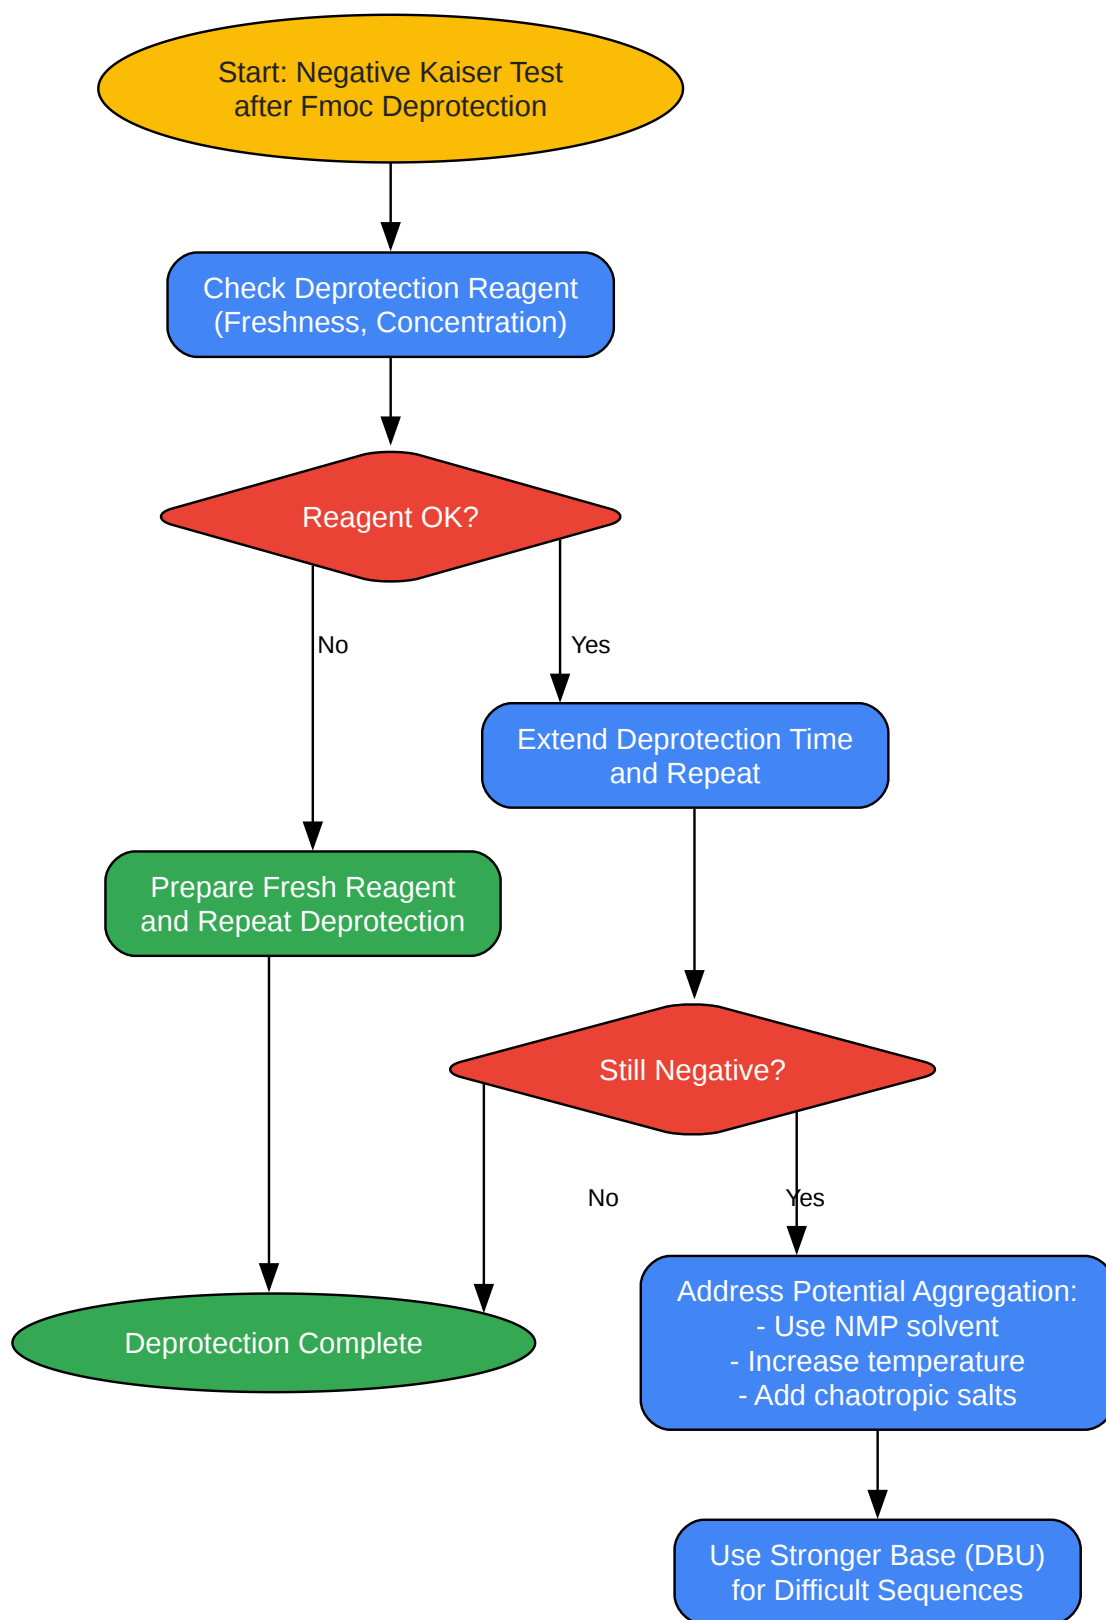 Start: Negative Kaiser Test
after Fmoc Deprotection
Check Deprotection Reagent
(Freshness, Concentration)
Reagent OK?
No
Yes
Extend Deprotection Time
and Repeat
Prepare Fresh Reagent
and Repeat Deprotection
Still Negative?
No
Yes
Address Potential Aggregation:
- Use NMP solvent
- Increase temperature
- Add chaotropic salts
Deprotection Complete
Use Stronger Base (DBU)
for Difficult Sequences